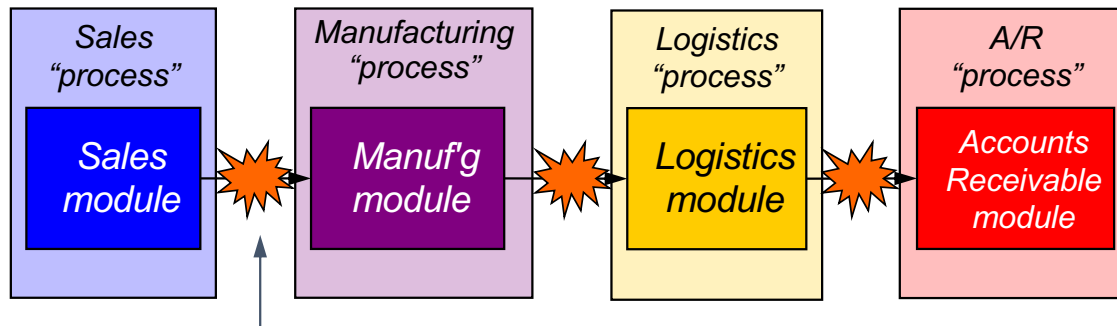 Sales
“process”
Sales
module
Manufacturing
“process”
Manuf'g
module
Logistics
“process”
Logistics
module
A/R
“process”
Accounts
Receivable
module